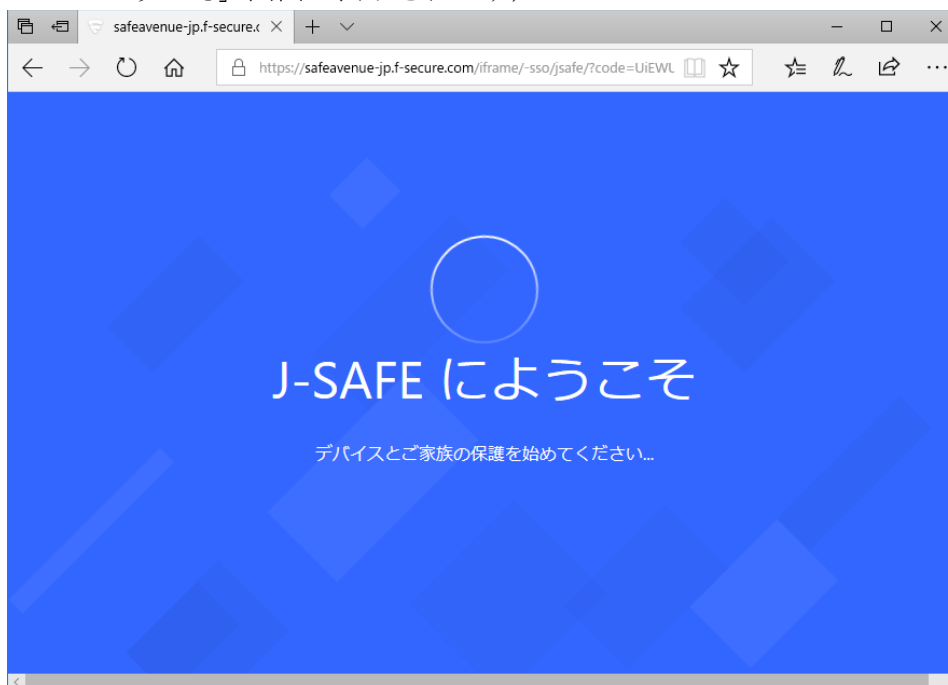 safeavenue-jp.f-secure.c
https://safeavenue-jp.f-secure.com/iframe/-sso/jsafe/?code=UiEWL
J-SAFE にようこそ
デバイスとご家族の保護を始めてください...